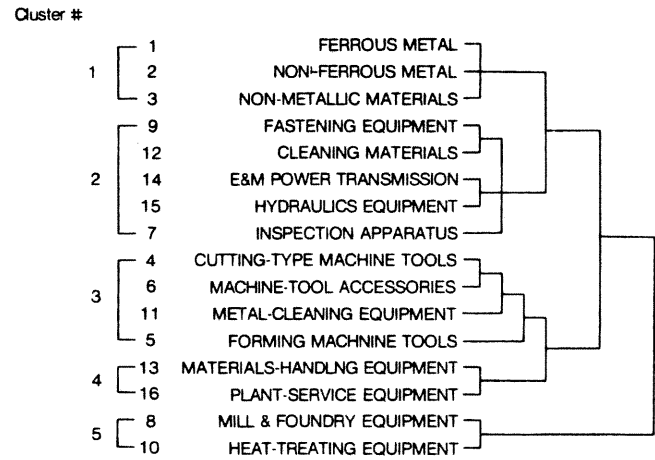 Cluster #
1 FERROUS METAL
1 2 NON-FERROUS METAL
3 NON-METALLIC MATERIALS
9 FASTENING EQUIPMENT
12 CLEANING MATERIALS
2 14 E&M POWER TRANSMISSION
15 HYDRAULICS EQUIPMENT
7 INSPECTION APPARATUS
4 CUTTING-TYPE MACHINE TOOLS
3 6 MACHINE-TOOL ACCESSORIES
11 METAL-CLEANING EQUIPMENT
5 FORMING MACHNINE TOOLS
4 13 MATERIALS-HANDLNG EQUIPMENT
16 PLANT-SERVICE EQUIPMENT
5 8 MILL & FOUNDRY EQUIPMENT
10 HEAT-TREATING EQUIPMENT